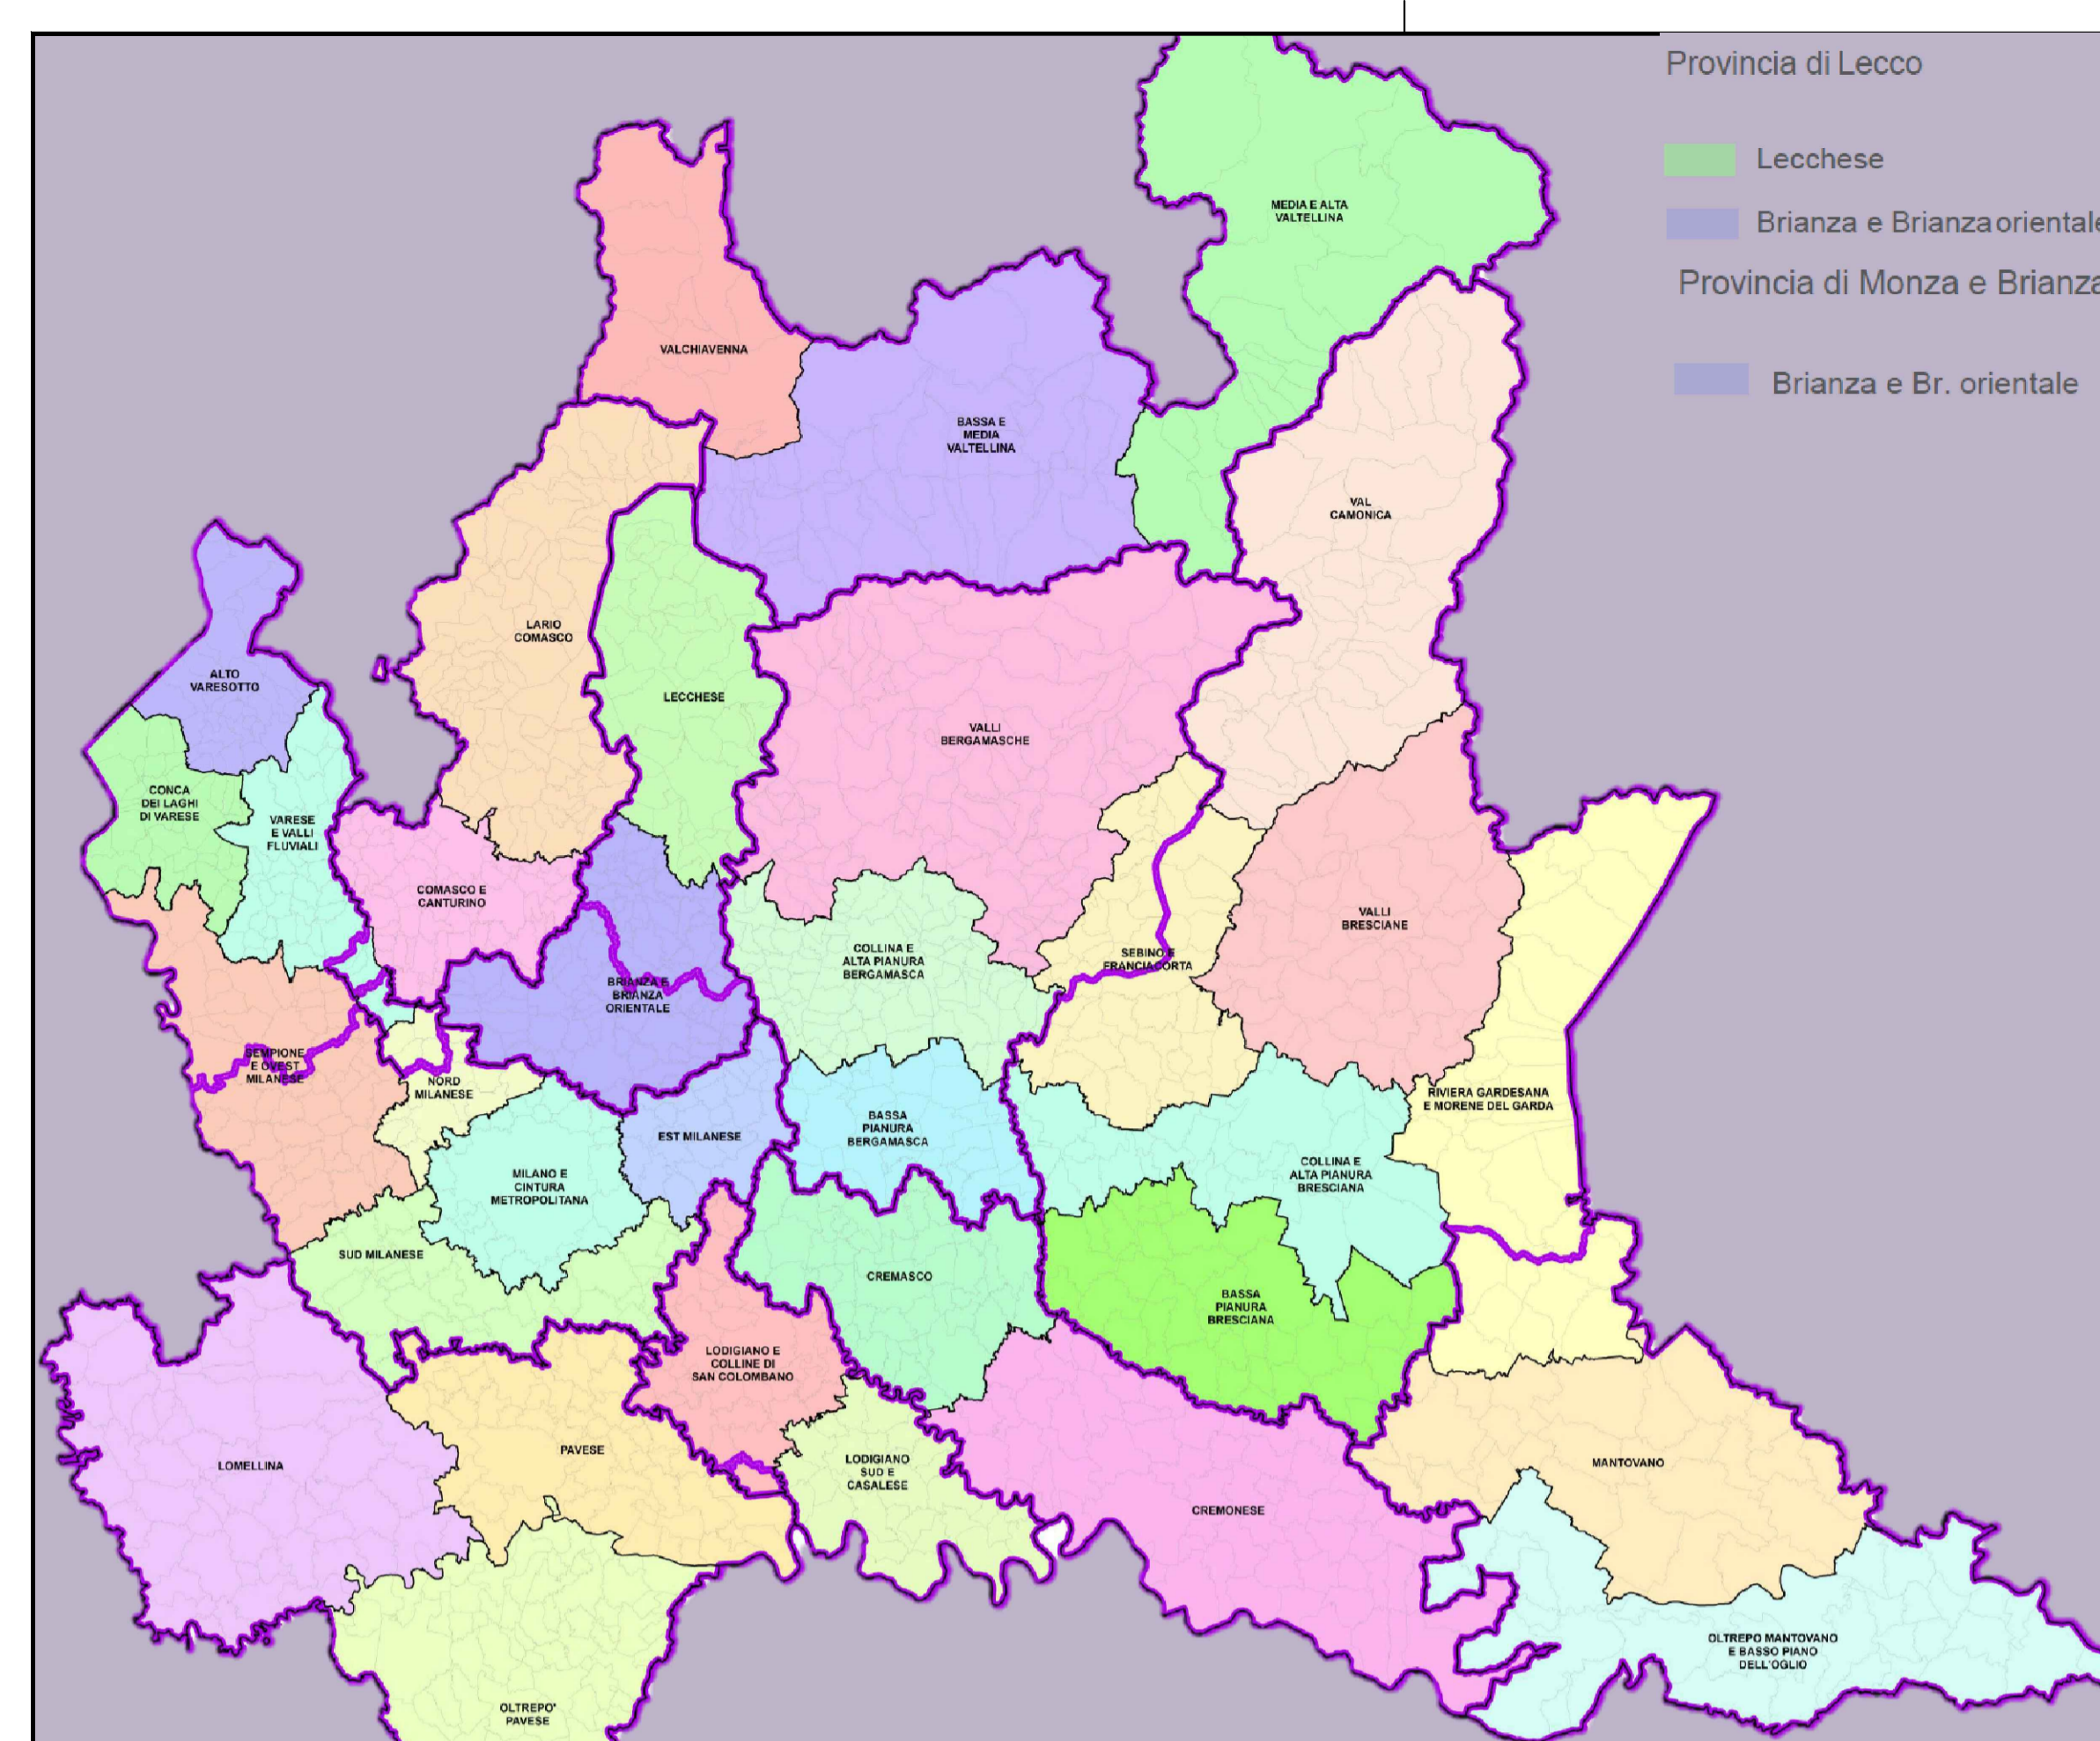 Provincia di Lecco
Lecchese
Brianza e Brianza orientale
Provincia di Monza e Brianza
Brianza e Br. orientale
MEDIA E ALTA
VALTELLINA
VALCHIAVENNA
BASSA E
MEDIA
VALTELLINA
VAL
CAMONICA
LARIO
COMASCO
LECCHESE
ALTO
VARESOTTO
VALLI
BERGAMASCHE
CONCA
DEI LAGHI
DI VARESE
VARESE
E VALLI
FLUVIALI
COMASCO E
CANTURINO
VALLI
BRESCIANE
COLLINA E
ALTA PIANURA
BERGAMASCA
SEBINO E
FRANCIACORTA
BRIANZA E
BRIANZA
ORIENTALE
SEMPIONE
E OVEST
MILANESE
NORD
MILANESE
RIVIERA GARDESANA
E MORENE DEL GARDA
EST MILANESE
BASSA
PIANURA
BERGAMASCA
MILANO E
CINTURA
METROPOLITANA
COLLINA E
ALTA PIANURA
BRESCIANA
SUD MILANESE
CREMASCO
BASSA
PIANURA
BRESCIANA
LODIGIANO E
COLLINE DI
SAN COLOMBANO
PAVESE
LOMELLINA
LODIGIANO
SUD E
CASALESE
MANTOVANO
CREMONESE
OLTREPO MANTOVANO
E BASSO PIANO
DELL'OGLIO
OLTREPO'
PAVESE